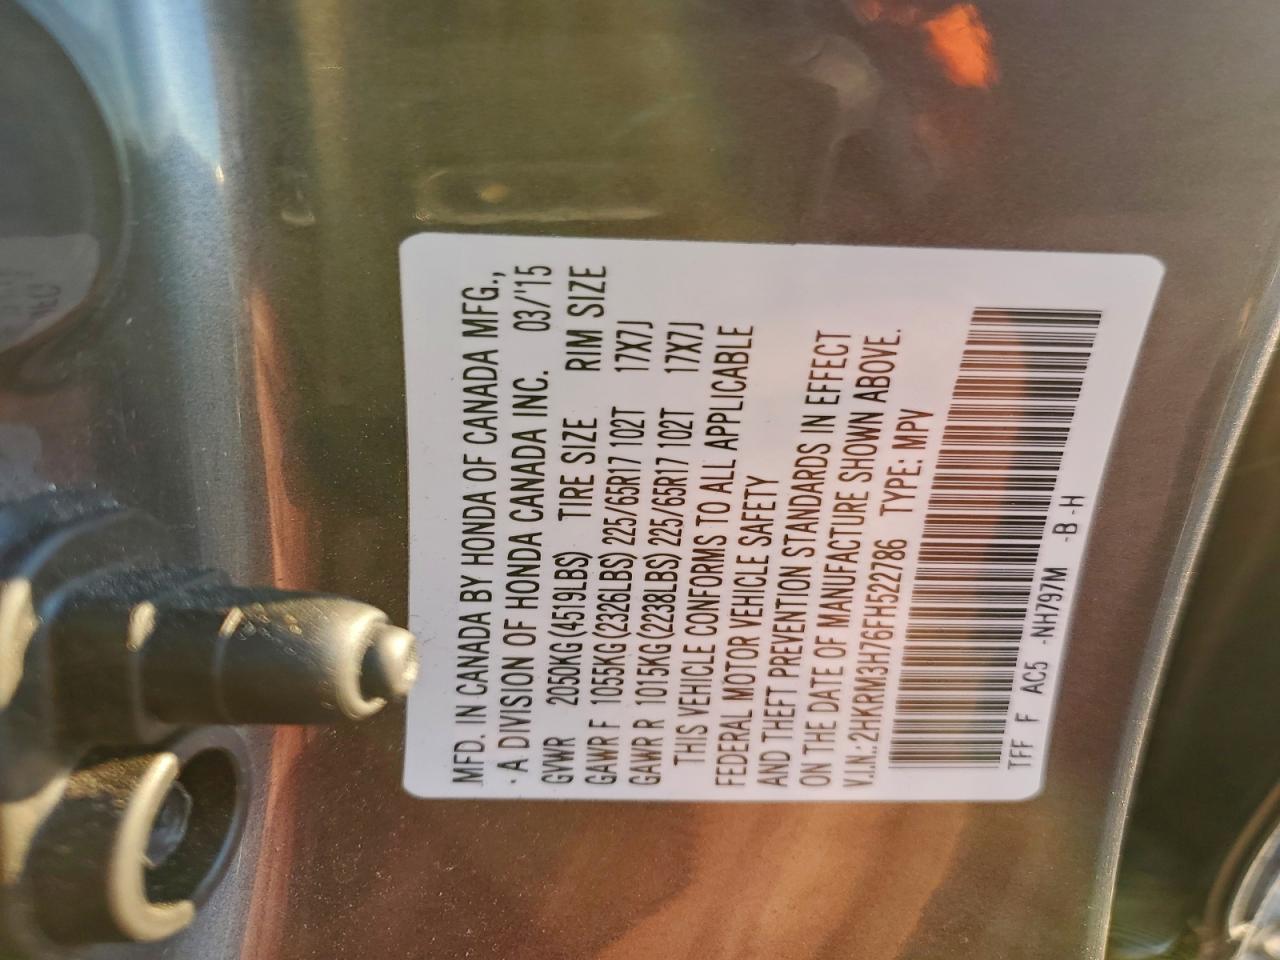 MFD. IN CANADA BY HONDA OF CANADA MFG.,
· A DIVISION OF HONDA CANADA INC. 03/'15
GVWR 2050KG(4519LBS) TIRE SIZE RIM SIZE
GAWR F 1055KG(2326LBS) 225/65R17 102T 17X7J
GAWR R 1015KG(2238LBS) 225/65R17 102T 17X7J
THIS VEHICLE CONFORMS TO ALL APPLICABLE
FEDERAL MOTOR VEHICLE SAFETY
AND THEFT PREVENTION STANDARDS IN EFFECT
ON THE DATE OF MANUFACTURE SHOWN ABOVE.
V.I.N.: 2HKRM3H76FH522786 TYPE: MPV
TFF F AC5 -NH797M -B -H